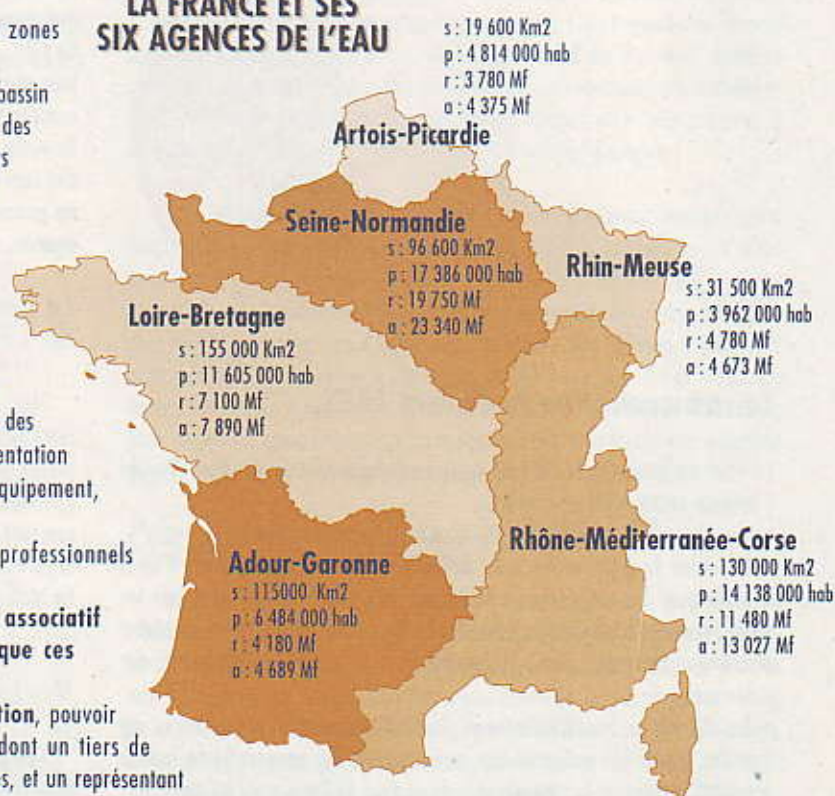 LA FRANCE ET SES
SIX AGENCES DE L'EAU
zones
bassin
des
des
entation
quipement,
professionnels
associatif
que ces
tion, pouvoir
dont un tiers de
es, et un représentant
s : 19 600 Km2
p : 4 814 000 hab
r : 3 780 Mf
a : 4 375 Mf
Artois-Picardie
Seine-Normandie
s : 96 600 Km2
p : 17 386 000 hab
r : 19 750 Mf
a : 23 340 Mf
Rhin-Meuse
s : 31 500 Km2
p : 3 962 000 hab
r : 4 780 Mf
a : 4 673 Mf
Loire-Bretagne
s : 155 000 Km2
p : 11 605 000 hab
r : 7 100 Mf
a : 7 890 Mf
Adour-Garonne
s : 115000 Km2
p : 6 484 000 hab
r : 4 180 Mf
a : 4 689 Mf
Rhône-Méditerranée-Corse
s : 130 000 Km2
p : 14 138 000 hab
r : 11 480 Mf
a : 13 027 Mf